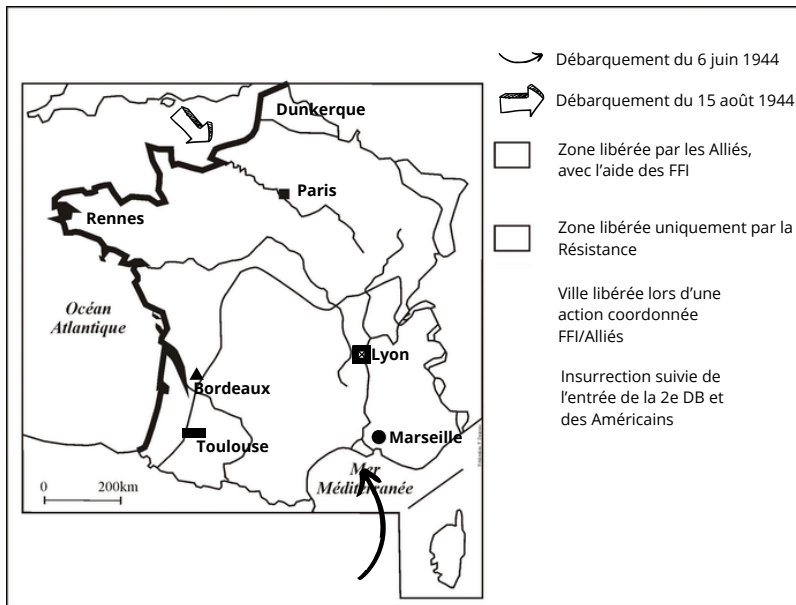 Débarquement du 6 juin 1944
Dunkerque
Débarquement du 15 août 1944
Zone libérée par les Alliés,
avec l’aide des FFI
Paris
Rennes
Zone libérée uniquement par la
Résistance
Océan
Atlantique
Ville libérée lors d’une
action coordonnée
FFI/Alliés
Lyon
Bordeaux
Insurrection suivie de
l’entrée de la 2e DB et
des Américains
Toulouse
Marseille
Mer
Méditerranée
0 200km